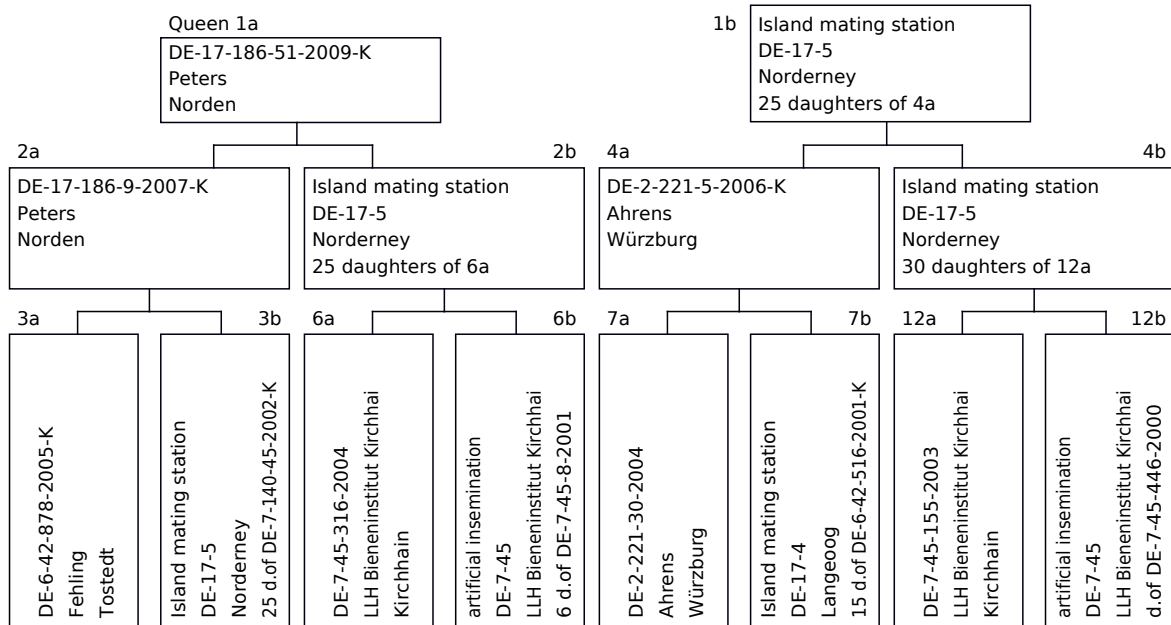 Queen 1a
DE-17-186-51-2009-K
Peters
Norden
1b
Island mating station
DE-17-5
Norderney
25 daughters of 4a
2a
DE-17-186-9-2007-K
Peters
Norden
2b
Island mating station
DE-17-5
Norderney
25 daughters of 6a
4a
DE-2-221-5-2006-K
Ahrens
Würzburg
4b
Island mating station
DE-17-5
Norderney
30 daughters of 12a
3a
DE-6-42-878-2005-K
Fehling
Tostedt
3b
Island mating station
DE-17-5
Norderney
25 d.of DE-7-140-45-2002-K
6a
DE-7-45-316-2004
LLH Bieneninstitut Kirchhai
Kirchhain
6b
artificial insemination
DE-7-45
LLH Bieneninstitut Kirchhai
6 d.of DE-7-45-8-2001
7a
DE-2-221-30-2004
Ahrens
Würzburg
7b
Island mating station
DE-17-4
Langeoog
15 d.of DE-6-42-516-2001-K
12a
DE-7-45-155-2003
LLH Bieneninstitut Kirchhai
Kirchhain
12b
artificial insemination
DE-7-45
LLH Bieneninstitut Kirchhai
d.of DE-7-45-446-2000